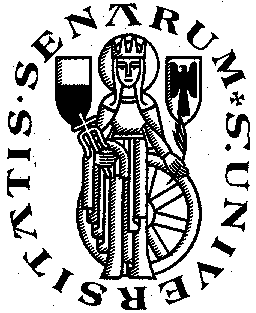 ✠ S. UNIVERSITATIS · SENARUM